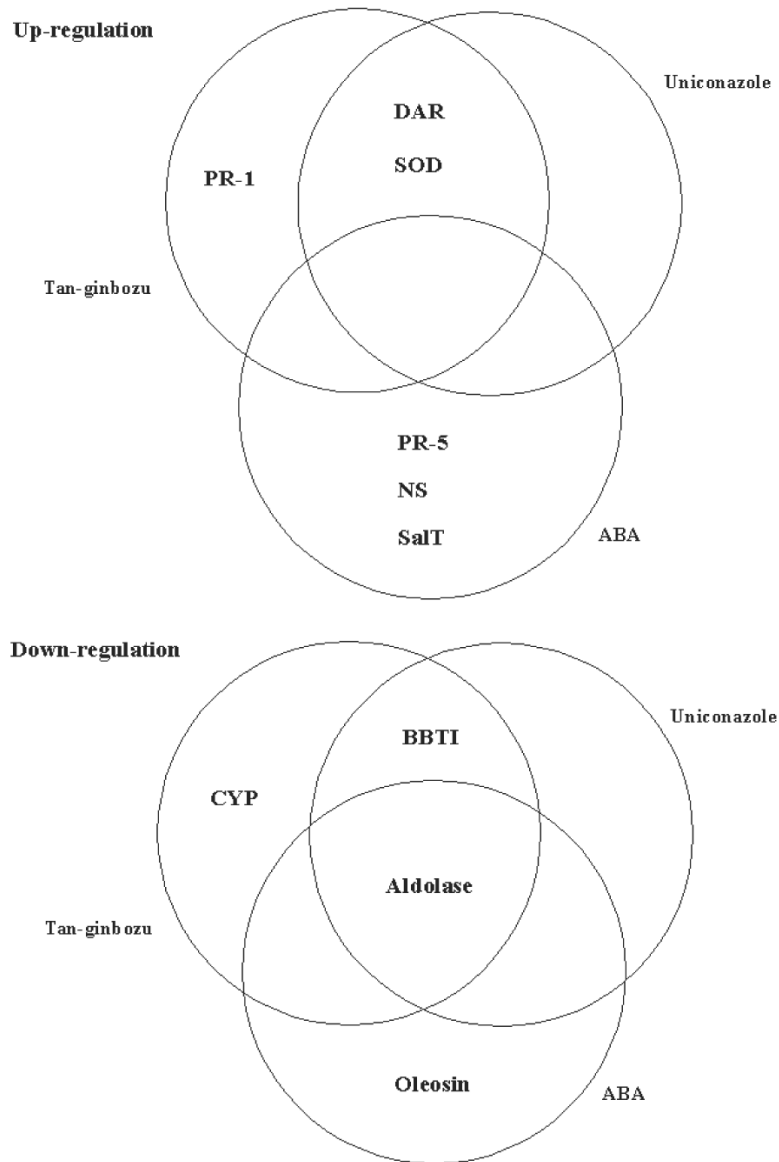 Up-regulation
Uniconazole
DAR
SOD
PR-1
Tan-ginbozu
PR-5
NS
SalT
ABA
Down-regulation
Uniconazole
BBTI
CYP
Aldolase
Tan-ginbozu
Oleosin
ABA